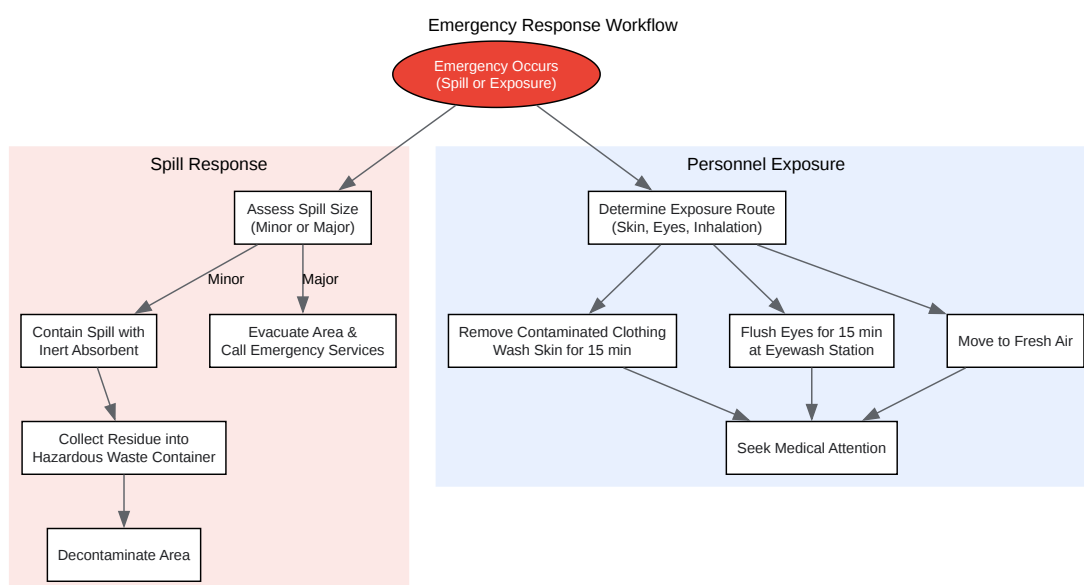 Emergency Response Workflow
Emergency Occurs
(Spill or Exposure)
Spill Response
Assess Spill Size
(Minor or Major)
Minor
Major
Contain Spill with
Inert Absorbent
Evacuate Area &
Call Emergency Services
Collect Residue into
Hazardous Waste Container
Decontaminate Area
Personnel Exposure
Determine Exposure Route
(Skin, Eyes, Inhalation)
Remove Contaminated Clothing
Wash Skin for 15 min
Flush Eyes for 15 min
at Eyewash Station
Move to Fresh Air
Seek Medical Attention